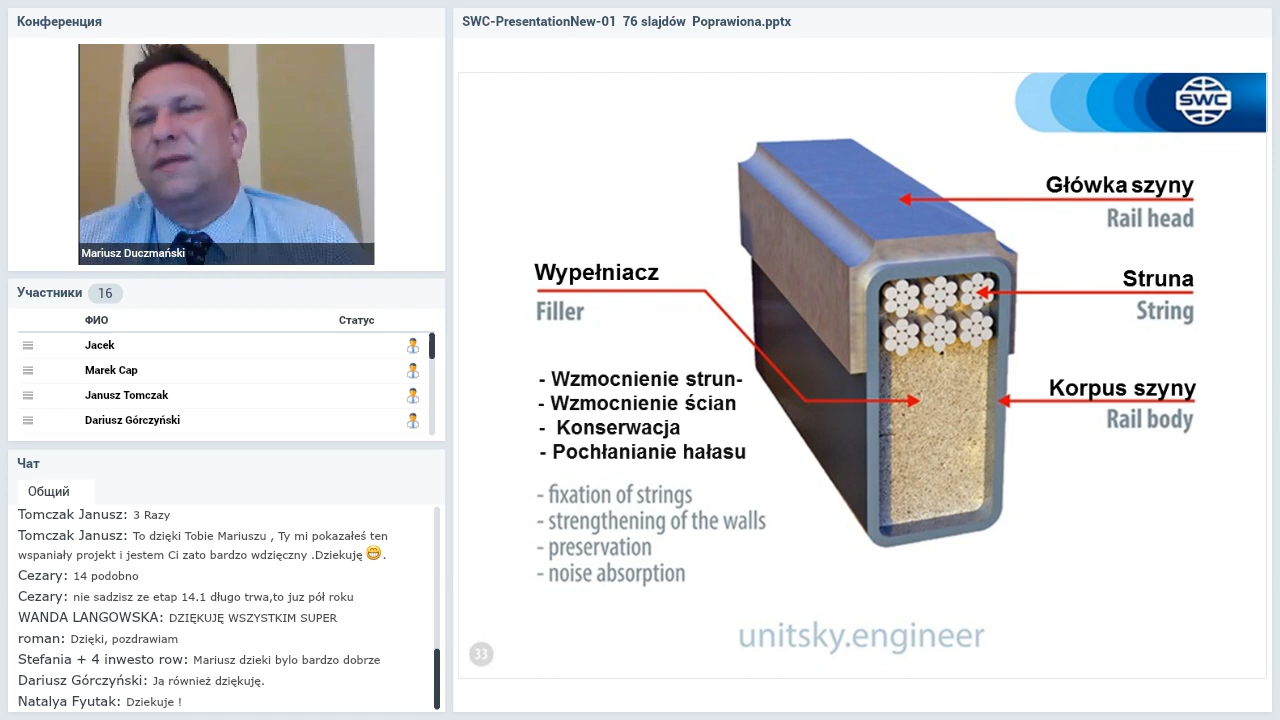 Конференция
Mariusz Duczmański
Участники 16
ФИО Статус
Jacek
Marek Cap
Janusz Tomczak
Dariusz Górczyński
Чат
Общий
Tomczak Janusz: 3 Razy
Tomczak Janusz: To dzięki Tobie Mariuszu , Ty mi pokazałeś ten
wspaniały projekt i jestem Ci zato bardzo wdzięczny .Dziekuję 😁.
Cezary: 14 podobno
Cezary: nie sadzisz ze etap 14.1 długo trwa,to juz pół roku
WANDA LANGOWSKA: DZIĘKUJĘ WSZYSTKIM SUPER
roman: Dzięki, pozdrawiam
Stefania + 4 inwesto row: Mariusz dzieki bylo bardzo dobrze
Dariusz Górczyński: Ja również dziękuję.
Natalya Fyutak: Dziekuje !
SWC-PresentationNew-01 76 slajdów Poprawiona.pptx
SWC
Główka szyny
Rail head
Struna
String
Korpus szyny
Rail body
Wypełniacz
Filler
- Wzmocnienie strun-
- Wzmocnienie ścian
- Konserwacja
- Pochłanianie hałasu
- fixation of strings
- strengthening of the walls
- preservation
- noise absorption
unitsky.engineer
33